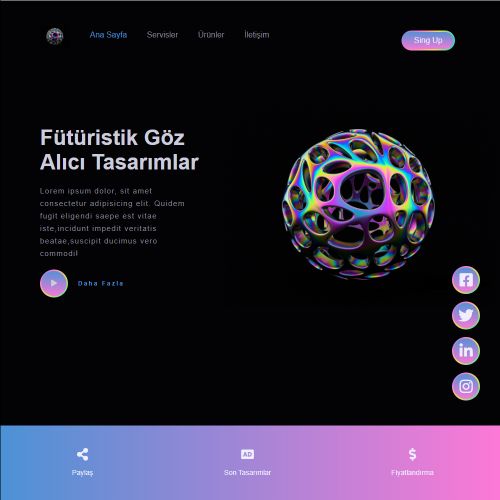 Ana Sayfa Servisler Ürünler İletişim Sing Up
Fütüristik Göz
Alıcı Tasarımlar
Lorem ipsum dolor, sit amet
consectetur adipisicing elit. Quidem
fugit eligendi saepe est vitae
iste,incidunt impedit veritatis
beatae,suscipit ducimus vero
commodi!
Daha Fazla
AD
Paylaş Son Tasarımlar Fiyatlandırma